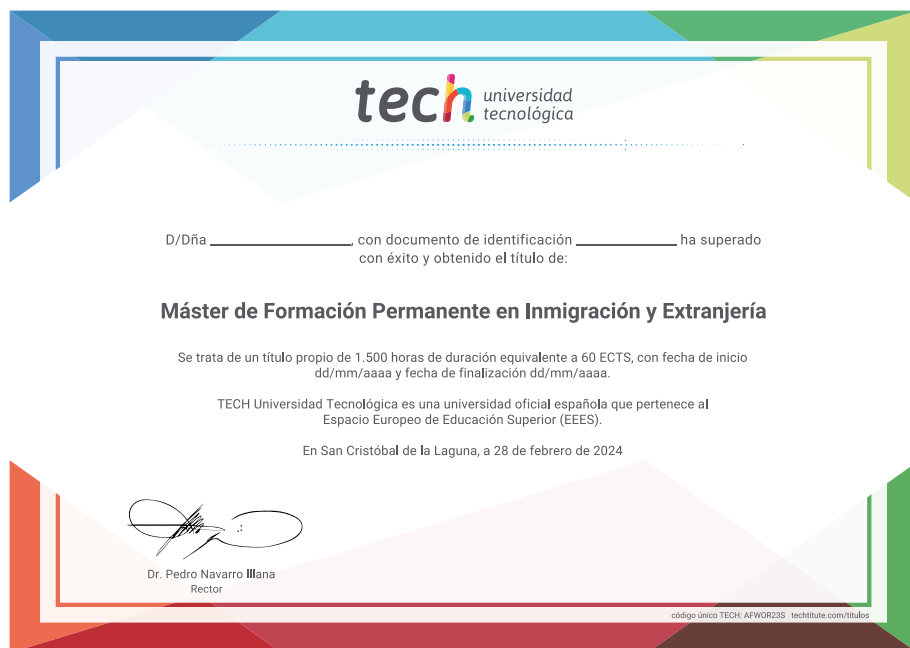 tech universidad
tecnológica
D/Dña ______________, con documento de identificación __________ ha superado
con éxito y obtenido el título de:
Máster de Formación Permanente en Inmigración y Extranjería
Se trata de un título propio de 1.500 horas de duración equivalente a 60 ECTS, con fecha de inicio
dd/mm/aaaa y fecha de finalización dd/mm/aaaa.
TECH Universidad Tecnológica es una universidad oficial española que pertenece al
Espacio Europeo de Educación Superior (EEES).
En San Cristóbal de la Laguna, a 28 de febrero de 2024
Dr. Pedro Navarro Illana
Rector
código único TECH: AFWOR23S techtitute.com/titulos